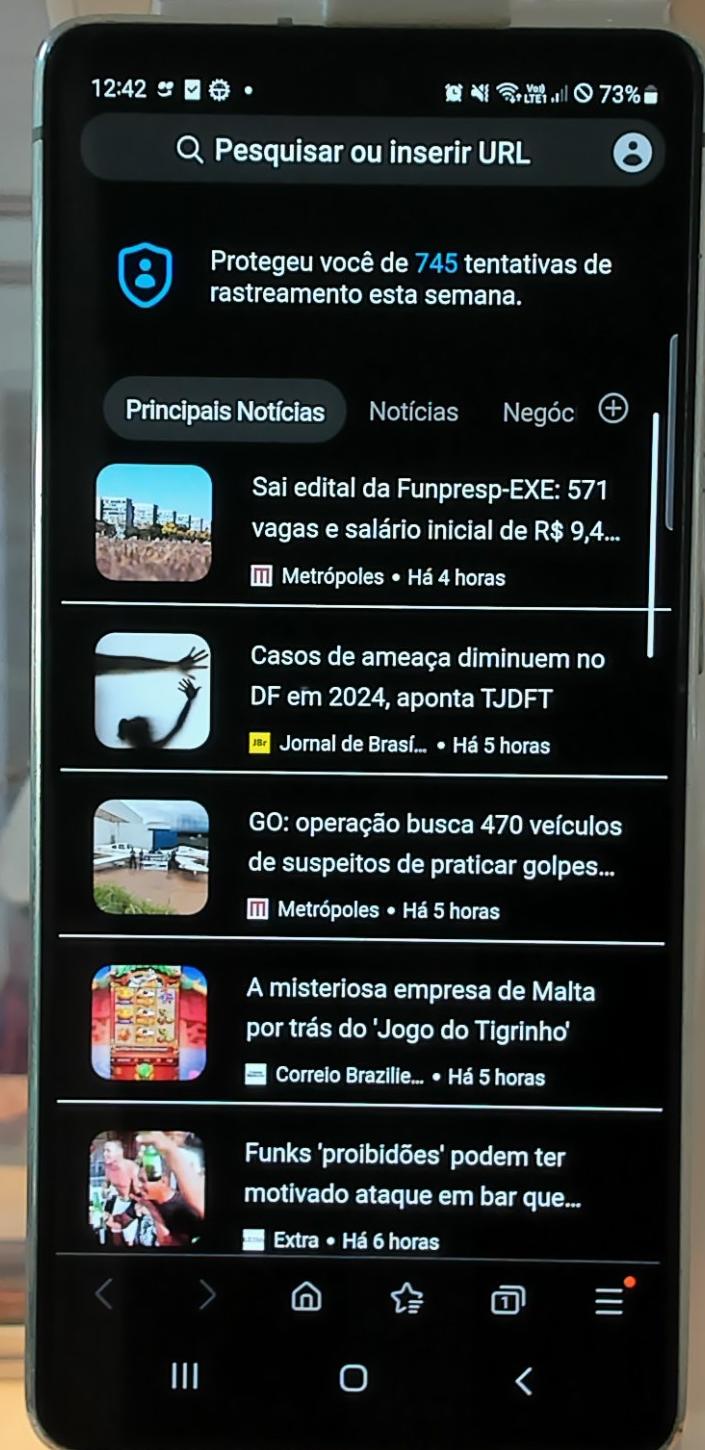 12:42
Vo)) LTE1 73%
Pesquisar ou inserir URL
Protegeu você de 745 tentativas de
rastreamento esta semana.
Principais Notícias Notícias Negóc
Sai edital da Funpresp-EXE: 571
vagas e salário inicial de R$ 9,4...
Metrópoles • Há 4 horas
Casos de ameaça diminuem no
DF em 2024, aponta TJDFT
JBr Jornal de Brasí... • Há 5 horas
GO: operação busca 470 veículos
de suspeitos de praticar golpes...
Metrópoles • Há 5 horas
A misteriosa empresa de Malta
por trás do 'Jogo do Tigrinho'
Correio Brazilie... • Há 5 horas
Funks 'proibidões' podem ter
motivado ataque em bar que...
Extra • Há 6 horas
1